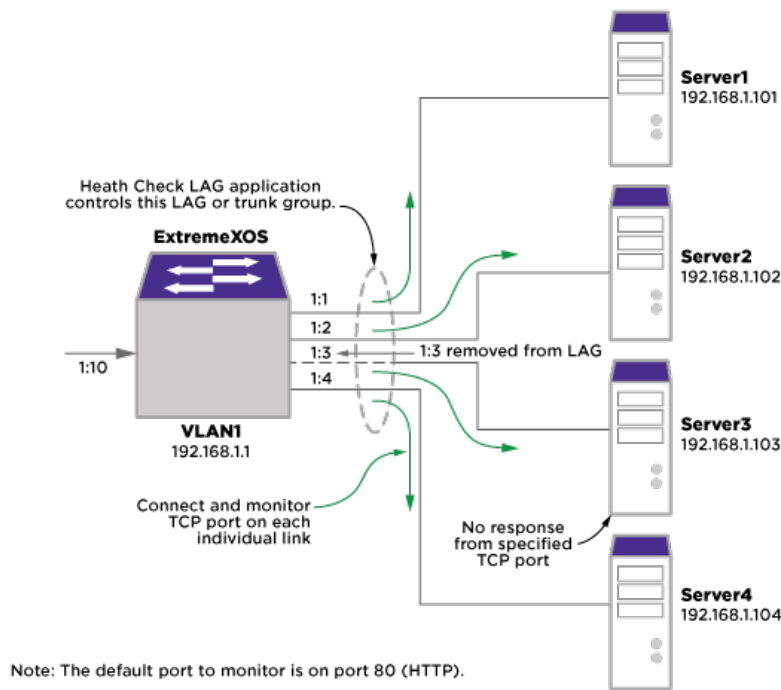 Server1
192.168.1.101
Heath Check LAG application
controls this LAG or trunk group.
ExtremeXOS
Server2
192.168.1.102
1:1
1:2
1:3
1:3 removed from LAG
1:4
1:10
VLAN1
192.168.1.1
Server3
192.168.1.103
Connect and monitor
TCP port on each
individual link
No response
from specified
TCP port
Server4
192.168.1.104
Note: The default port to monitor is on port 80 (HTTP).